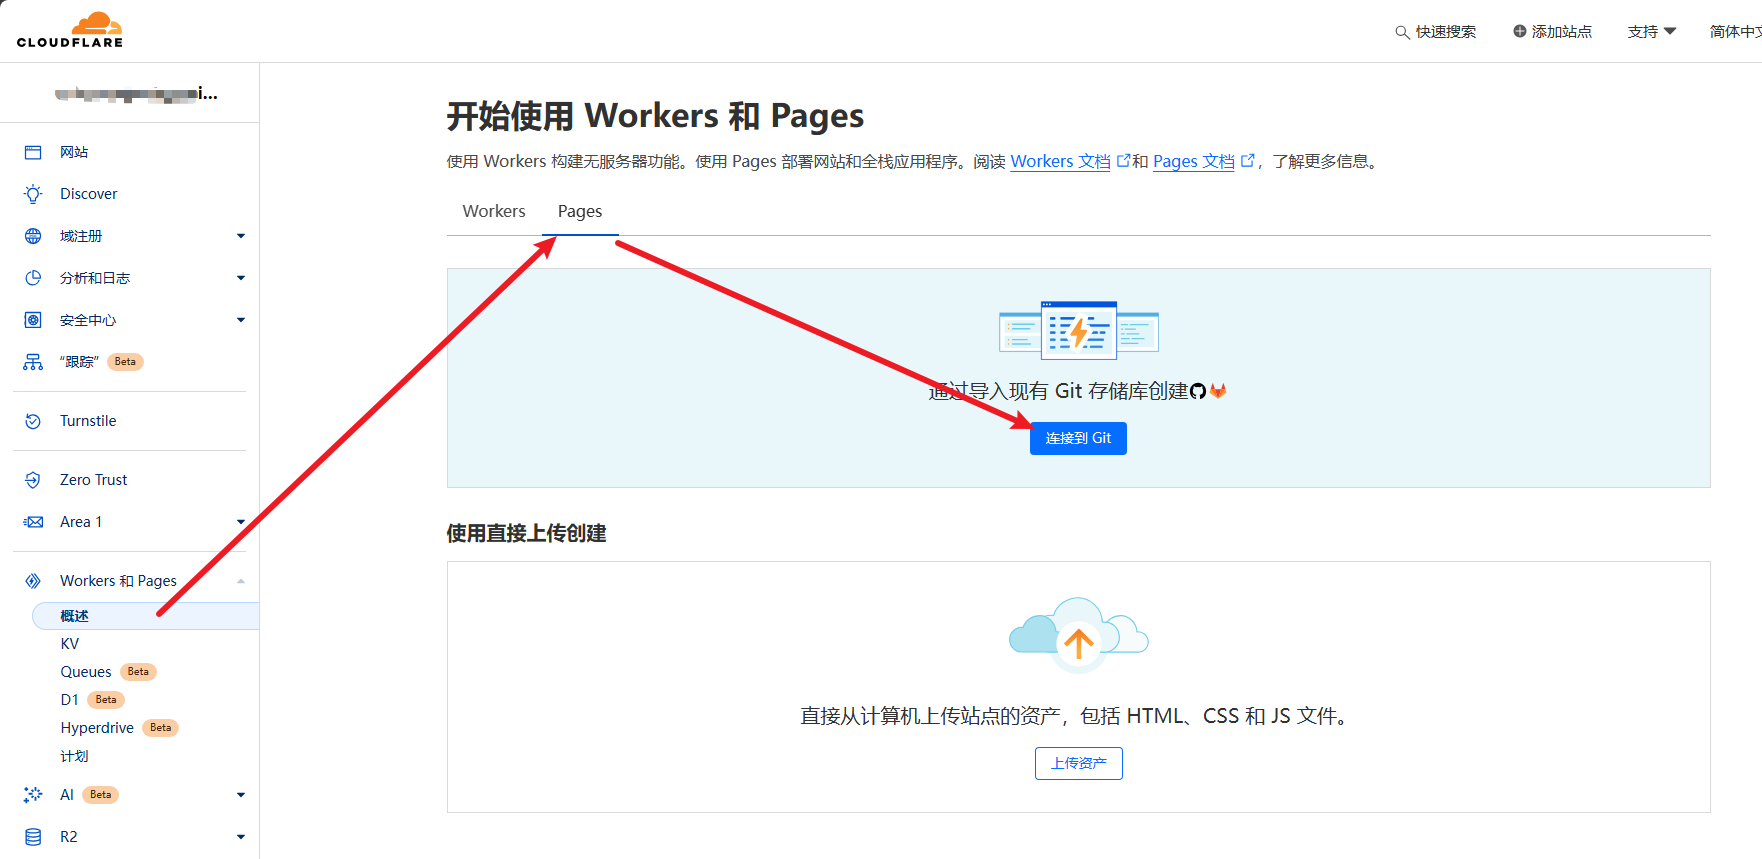 CLOUDFLARE
快速搜索
添加站点
支持
简体中文
i...
网站
Discover
域注册
分析和日志
安全中心
“跟踪” Beta
Turnstile
Zero Trust
Area 1
Workers 和 Pages
概述
KV
Queues Beta
D1 Beta
Hyperdrive Beta
计划
AI Beta
R2
开始使用 Workers 和 Pages
使用 Workers 构建无服务器功能。使用 Pages 部署网站和全栈应用程序。阅读 Workers 文档 和 Pages 文档 ，了解更多信息。
Workers Pages
通过导入现有 Git 存储库创建
连接到 Git
使用直接上传创建
直接从计算机上传站点的资产，包括 HTML、CSS 和 JS 文件。
上传资产